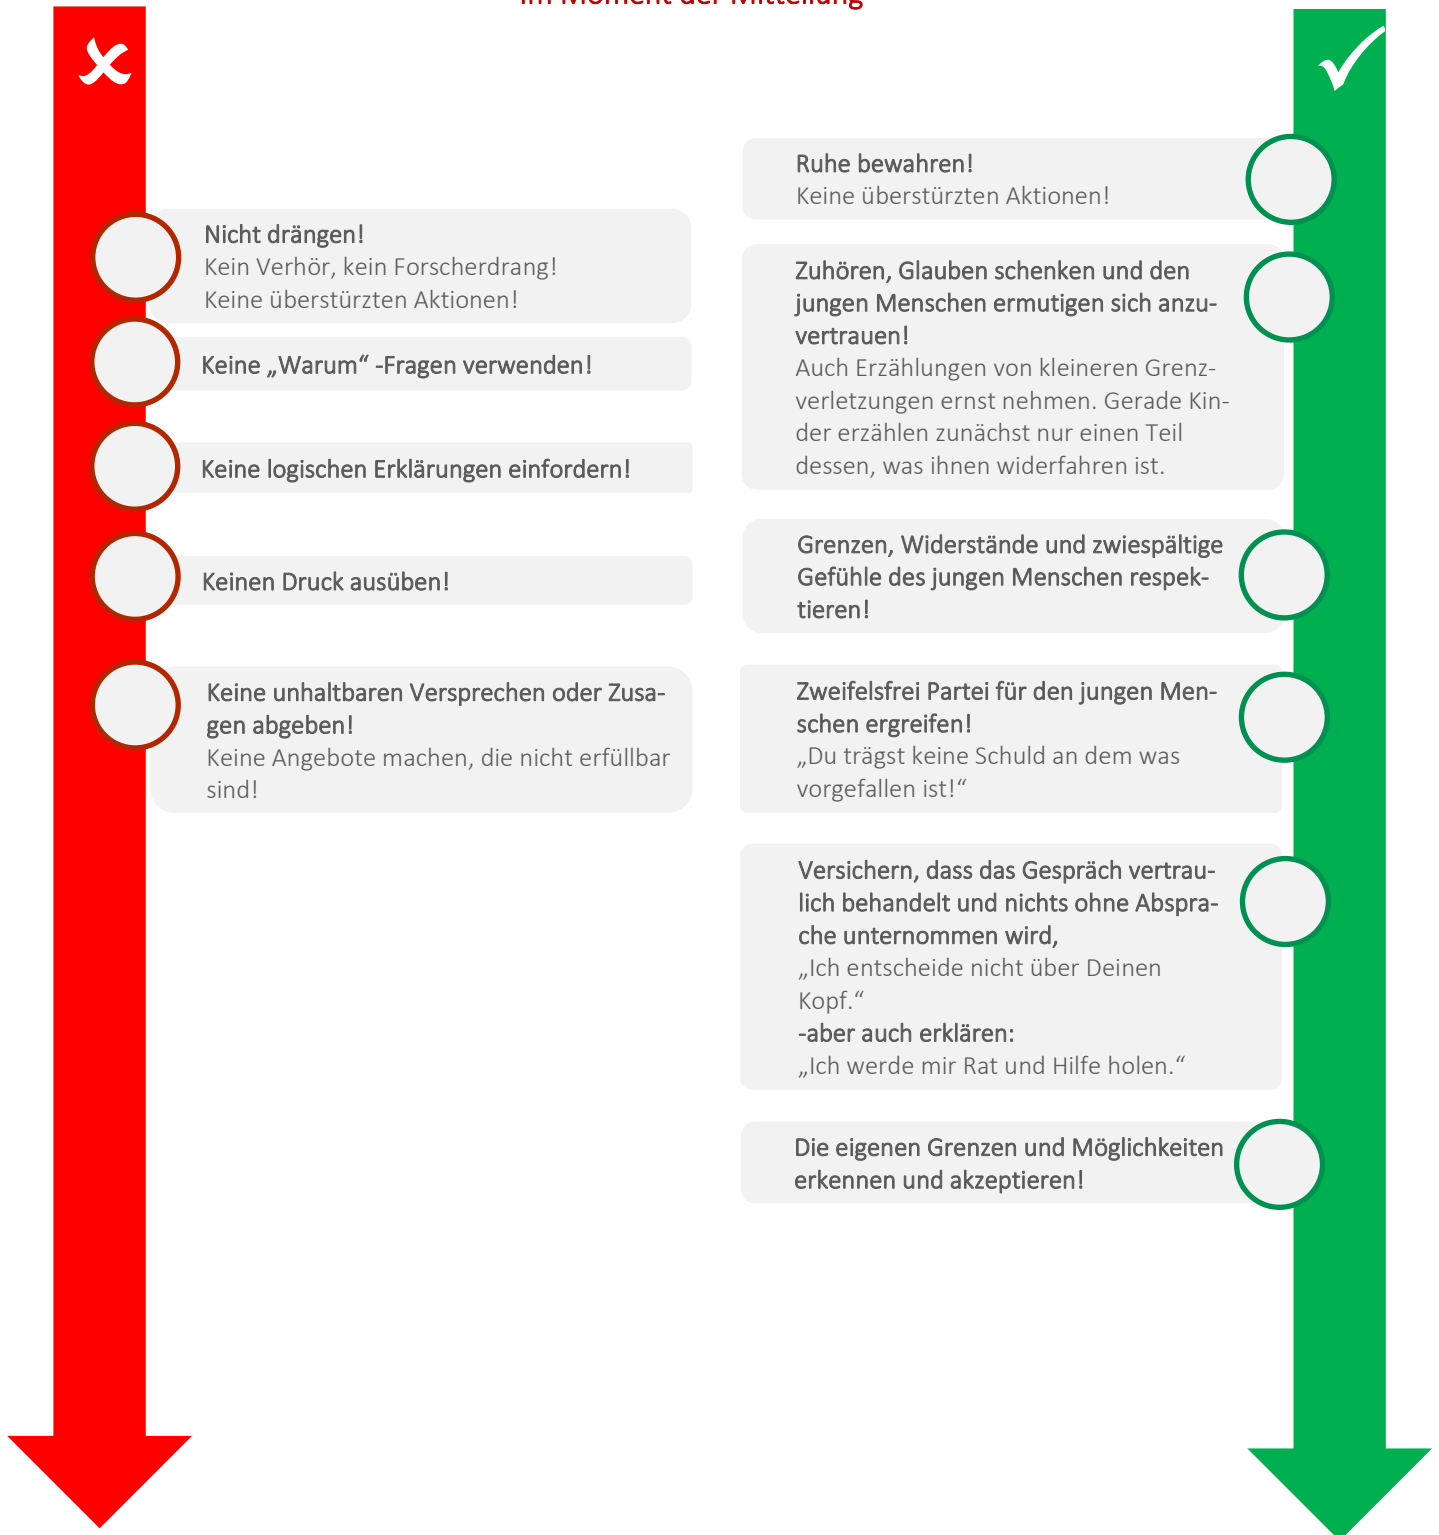 im Moment der Mitteilung
Nicht drängen!
Kein Verhör, kein Forscherdrang!
Keine überstürzten Aktionen!
Keine „Warum“ -Fragen verwenden!
Keine logischen Erklärungen einfordern!
Keinen Druck ausüben!
Keine unhaltbaren Versprechen oder Zusa-
gen abgeben!
Keine Angebote machen, die nicht erfüllbar
sind!
Ruhe bewahren!
Keine überstürzten Aktionen!
Zuhören, Glauben schenken und den
jungen Menschen ermutigen sich anzu-
vertrauen!
Auch Erzählungen von kleineren Grenz-
verletzungen ernst nehmen. Gerade Kin-
der erzählen zunächst nur einen Teil
dessen, was ihnen widerfahren ist.
Grenzen, Widerstände und zwiespältige
Gefühle des jungen Menschen respek-
tieren!
Zweifelsfrei Partei für den jungen Men-
schen ergreifen!
„Du trägst keine Schuld an dem was
vorgefallen ist!“
Versichern, dass das Gespräch vertrau-
lich behandelt und nichts ohne Abspra-
che unternommen wird,
„Ich entscheide nicht über Deinen
Kopf.“
-aber auch erklären:
„Ich werde mir Rat und Hilfe holen.“
Die eigenen Grenzen und Möglichkeiten
erkennen und akzeptieren!